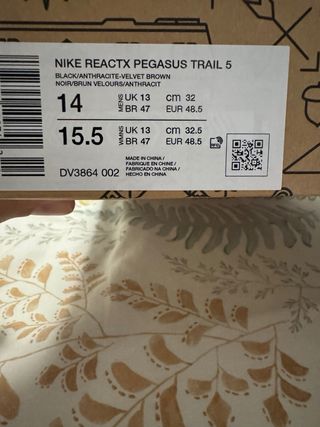 NIKE REACTX PEGASUS TRAIL 5
BLACK/ANTHRACITE-VELVET BROWN
NOIR/BRUN VELOURS/ANTHRACIT
14 MENS UK 13 cm 32
BR 47 EUR 48.5
15.5 WMNS UK 13 cm 32.5
BR 47 EUR 48.5
MADE IN CHINA /
FABRIQUE EN CHINE /
FABRICADO NA CHINA /
HECHO EN CHINA
DV3864 002